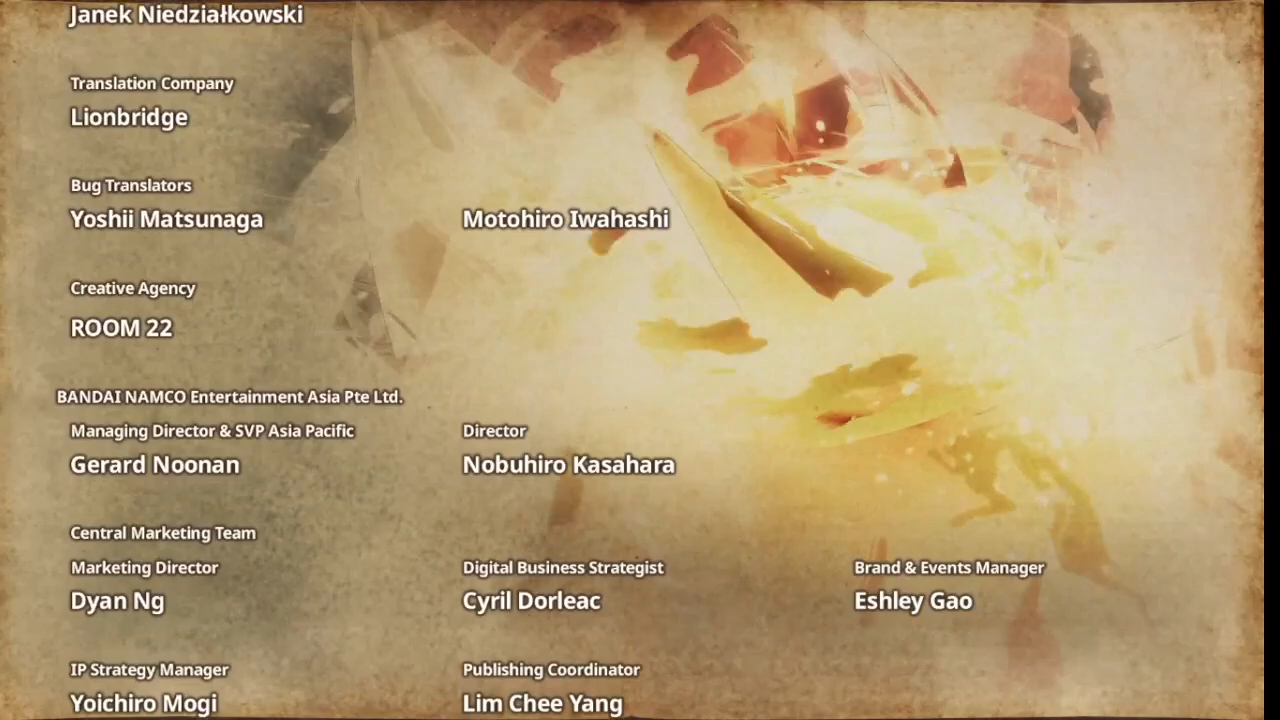 Janek Niedziałkowski
Translation Company
Lionbridge
Bug Translators
Yoshii Matsunaga Motohiro Iwahashi
Creative Agency
ROOM 22
BANDAI NAMCO Entertainment Asia Pte Ltd.
Managing Director & SVP Asia Pacific Director
Gerard Noonan Nobuhiro Kasahara
Central Marketing Team
Marketing Director Digital Business Strategist Brand & Events Manager
Dyan Ng Cyril Dorleac Eshley Gao
IP Strategy Manager Publishing Coordinator
Yoichiro Mogi Lim Chee Yang